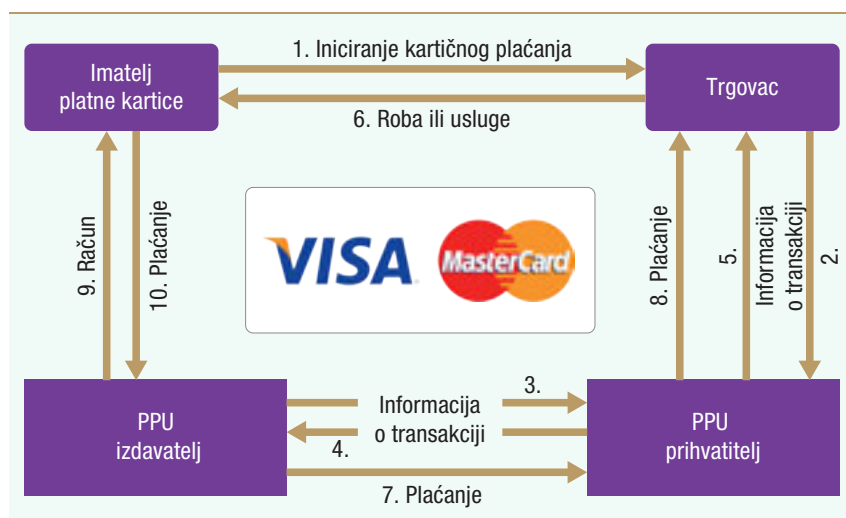 1. Iniciranje kartičnog plaćanja
Imatelj
platne kartice
Trgovac
6. Roba ili usluge
9. Račun
10. Plaćanje
VISA
MasterCard
8. Plaćanje
5.
Informacija
o transakciji
2.
PPU
izdavatelj
3.
Informacija
o transakciji
4.
7. Plaćanje
PPU
prihvatitelj